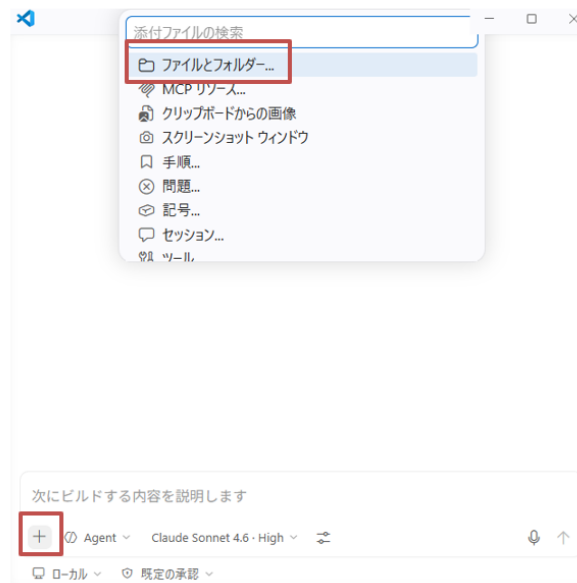 添付ファイルの検索
ファイルとフォルダー...
MCP リソース...
クリップボードからの画像
スクリーンショット ウィンドウ
手順...
問題...
記号...
セッション...
ツール
次にビルドする内容を説明します
Agent
Claude Sonnet 4.6 · High
ローカル
既定の承認